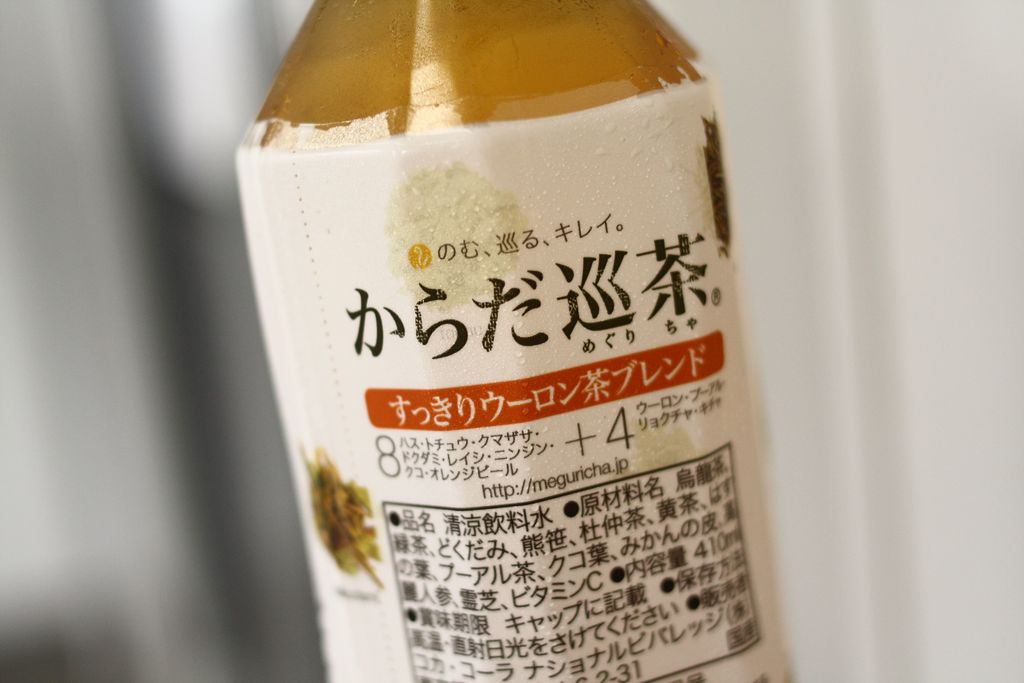 のむ、巡る、キレイ。
からだ巡茶®
めぐり ちゃ
すっきりウーロン茶ブレンド
8 ハス・トチュウ・クマザサ・
ドクダミ・レイシ・ニンジン・
クコ・オレンジピール
+4 ウーロン・プーアル・
リョクチャ・キチャ
http://meguricha.jp
●品名 清涼飲料水 ●原材料名 烏龍茶、
緑茶、どくだみ、熊笹、杜仲茶、黄茶、はす
の葉、プーアル茶、クコ葉、みかんの皮、高
麗人参、霊芝、ビタミンC ●内容量 410ml
●賞味期限 キャップに記載 ●保存方法
高温・直射日光をさけてください ●販売者
コカ・コーラ ナショナルビバレッジ(株)
6-2-31